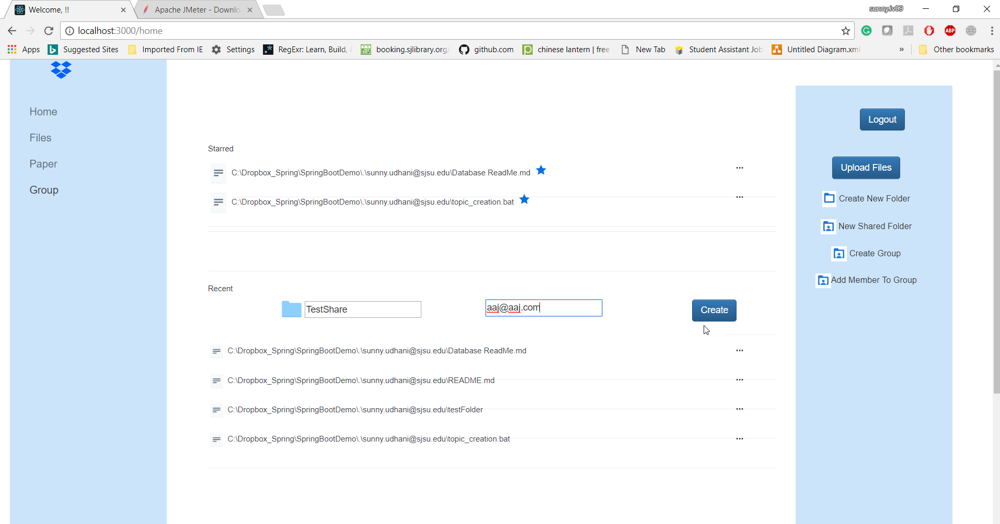 Welcome, !!
Apache JMeter - Downlo
sunny.iv09
localhost:3000/home
ABP
Apps
Suggested Sites
Imported From IE
Settings
RegExr: Learn, Build,
booking.sjlibrary.org/
github.com
chinese lantern | free
New Tab
Student Assistant Job
Untitled Diagram.xml
»
Other bookmarks
Home
Files
Paper
Group
Starred
C:\Dropbox_Spring\SpringBootDemo\.\sunny.udhani@sjsu.edu\Database ReadMe.md
...
C:\Dropbox_Spring\SpringBootDemo\.\sunny.udhani@sjsu.edu\topic_creation.bat
...
Recent
TestShare
aaj@aaj.com
Create
C:\Dropbox_Spring\SpringBootDemo\.\sunny.udhani@sjsu.edu\Database ReadMe.md
...
C:\Dropbox_Spring\SpringBootDemo\.\sunny.udhani@sjsu.edu\README.md
...
C:\Dropbox_Spring\SpringBootDemo\.\sunny.udhani@sjsu.edu\testFolder
...
C:\Dropbox_Spring\SpringBootDemo\.\sunny.udhani@sjsu.edu\topic_creation.bat
...
Logout
Upload Files
Create New Folder
New Shared Folder
Create Group
Add Member To Group